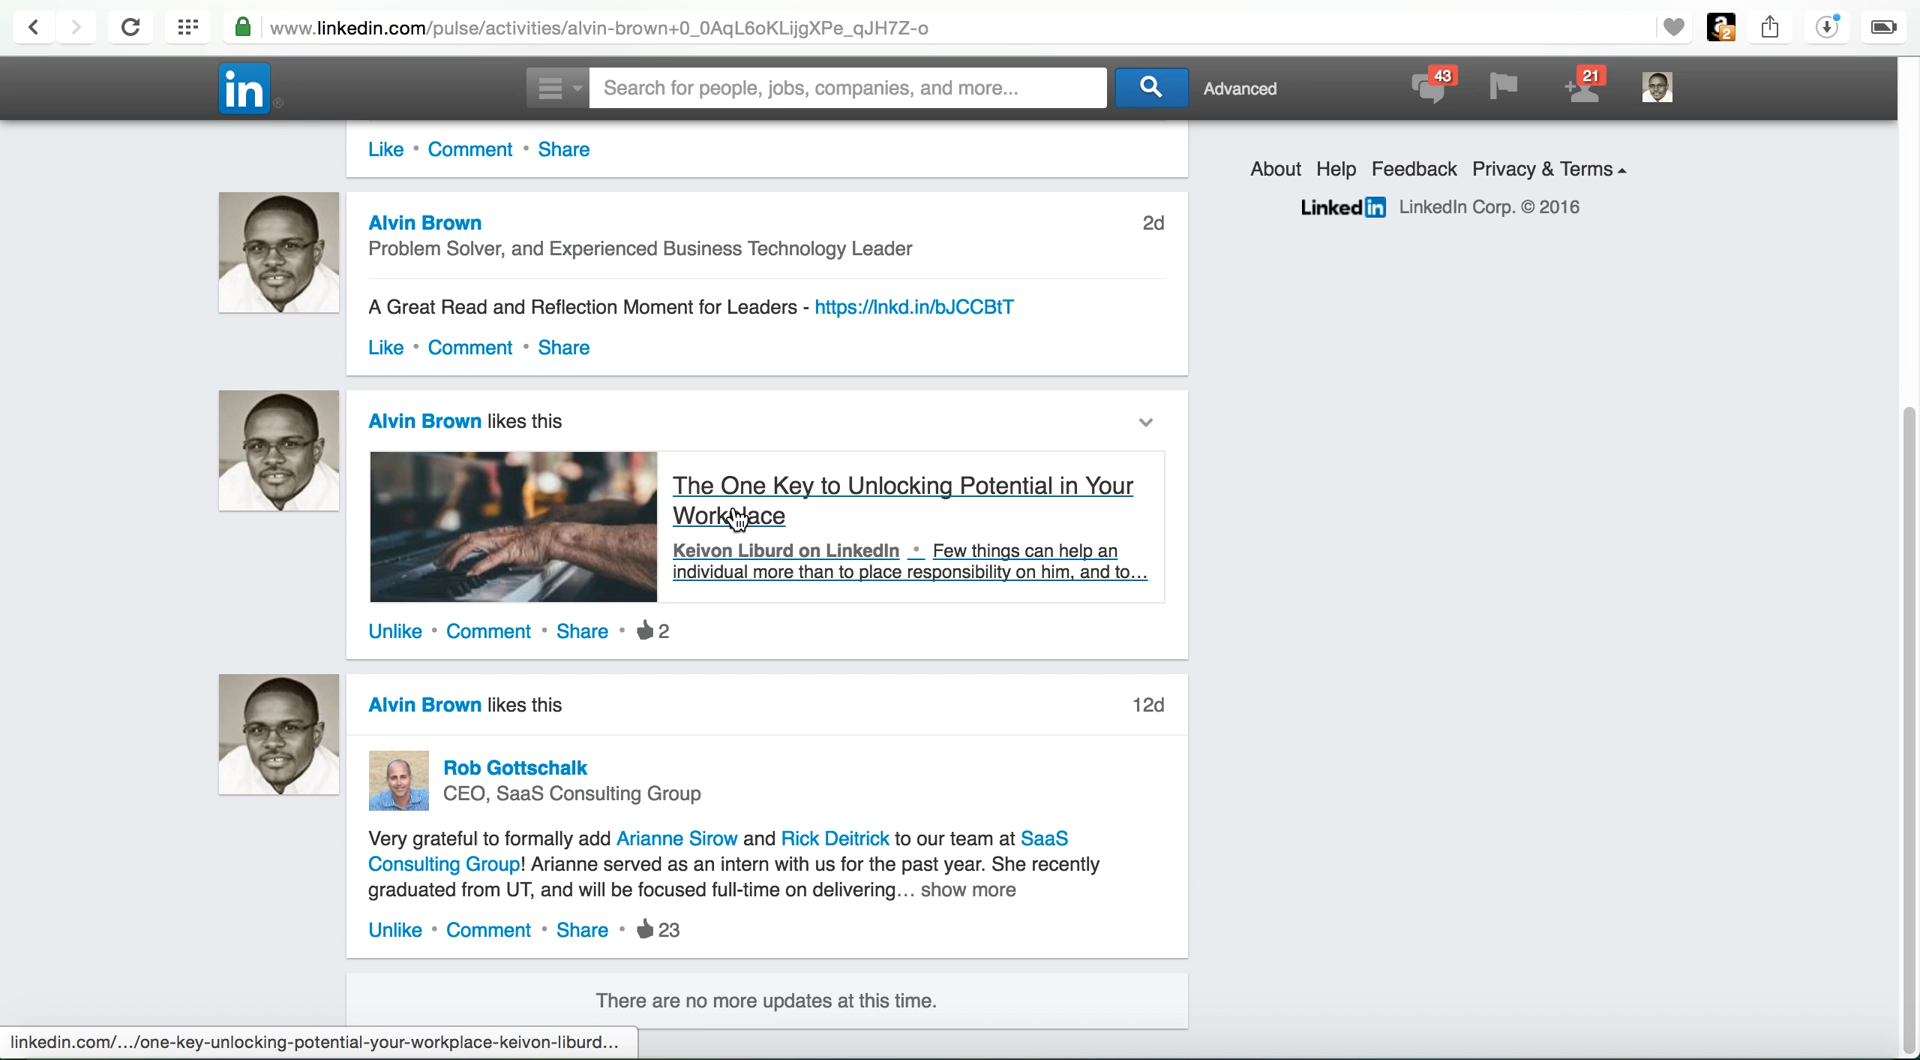 www.linkedin.com/pulse/activities/alvin-brown+0_0AqL6oKLijgXPe_qJH7Z-o
a 2
in
Search for people, jobs, companies, and more...
Advanced
43
21
Like • Comment • Share
About Help Feedback Privacy & Terms
Linked in LinkedIn Corp. © 2016
Alvin Brown 2d
Problem Solver, and Experienced Business Technology Leader
A Great Read and Reflection Moment for Leaders - https://lnkd.in/bJCCBtT
Like • Comment • Share
Alvin Brown likes this
The One Key to Unlocking Potential in Your
Workplace
Keivon Liburd on LinkedIn • Few things can help an
individual more than to place responsibility on him, and to...
Unlike • Comment • Share • 2
Alvin Brown likes this 12d
Rob Gottschalk
CEO, SaaS Consulting Group
Very grateful to formally add Arianne Sirow and Rick Deitrick to our team at SaaS
Consulting Group! Arianne served as an intern with us for the past year. She recently
graduated from UT, and will be focused full-time on delivering... show more
Unlike • Comment • Share • 23
There are no more updates at this time.
linkedin.com/.../one-key-unlocking-potential-your-workplace-keivon-liburd...